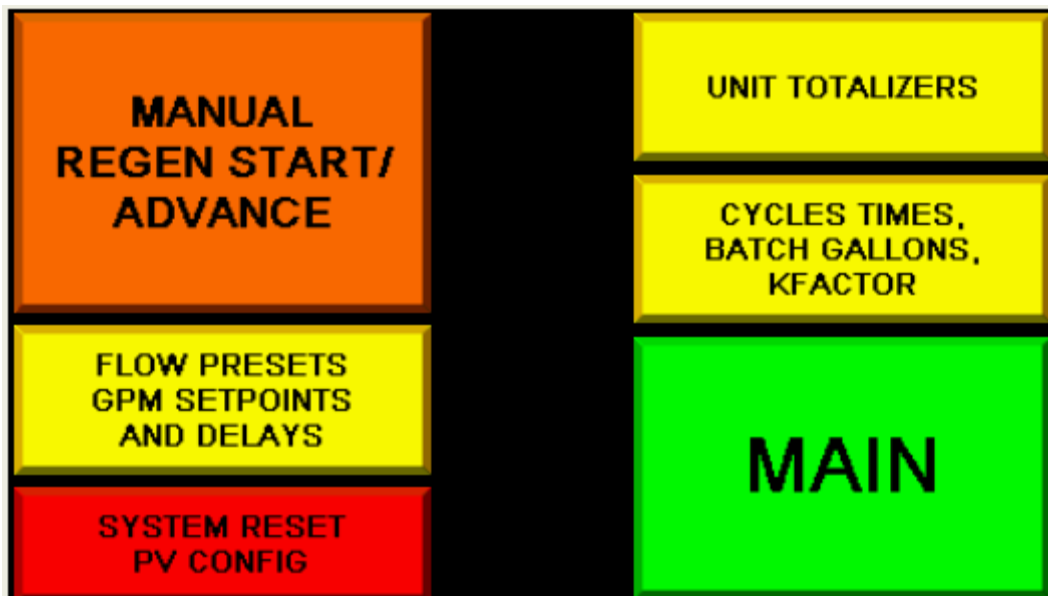 MANUAL
REGEN START/
ADVANCE
FLOW PRESETS
GPM SETPOINTS
AND DELAYS
SYSTEM RESET
PV CONFIG
UNIT TOTALIZERS
CYCLES TIMES,
BATCH GALLONS,
KFACTOR
MAIN